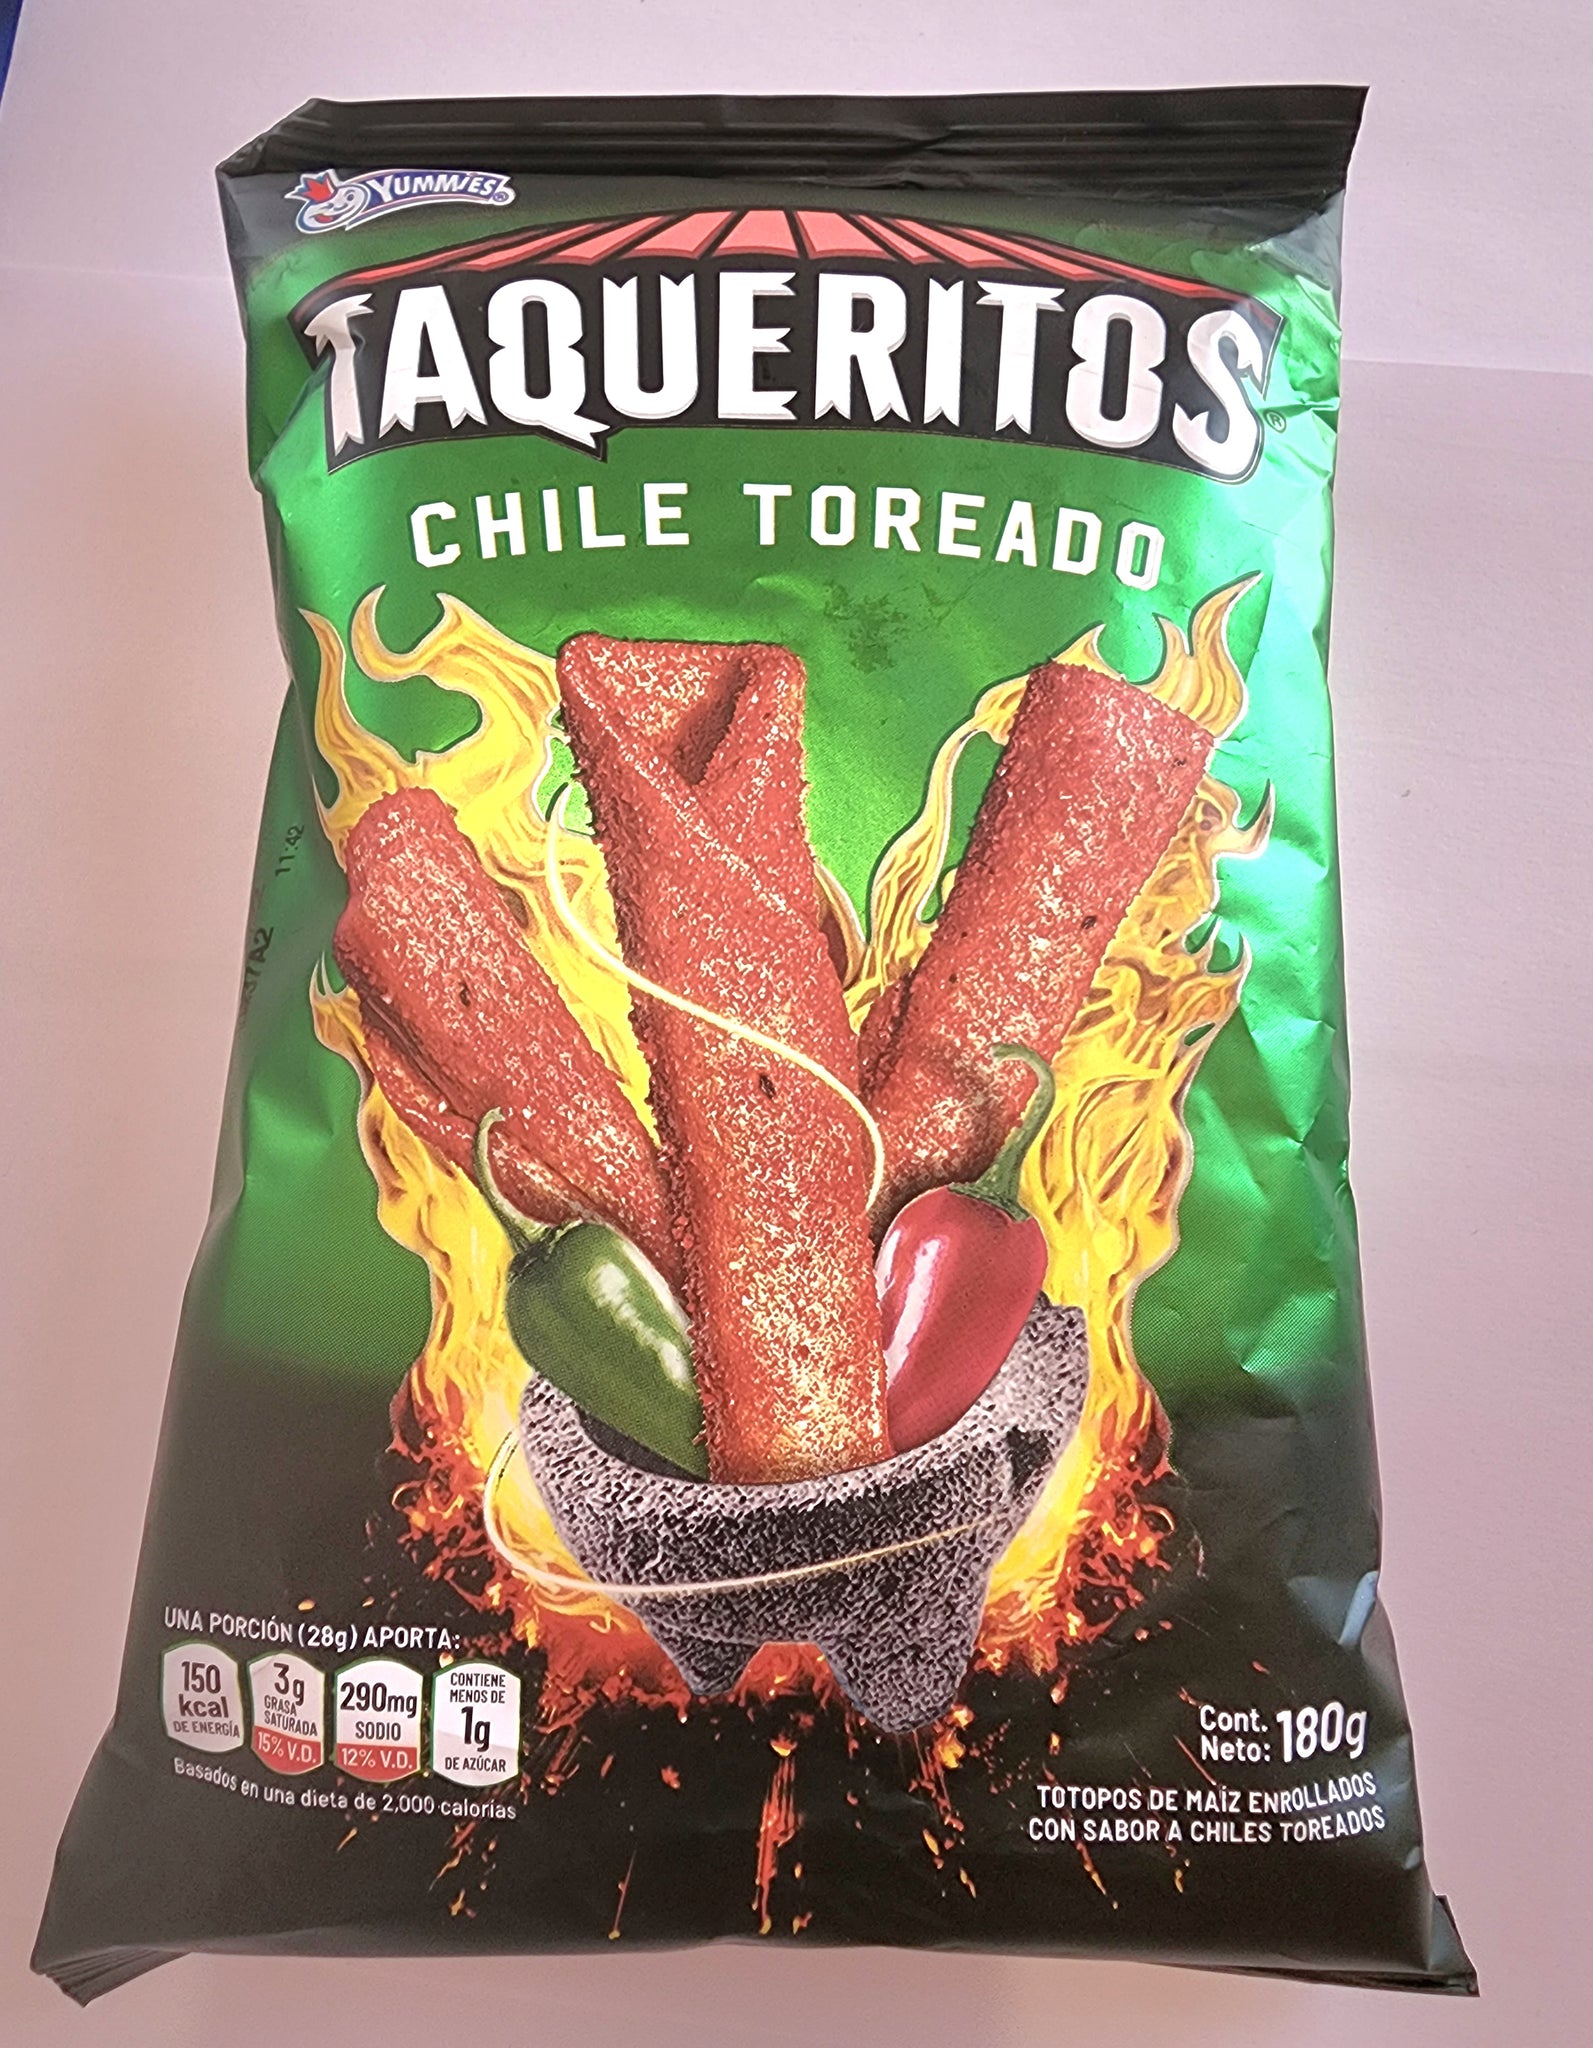 YUMMIES®
TAQUERITOS®
CHILE TOREADO
11:42
UNA PORCIÓN (28g) APORTA:
150
kcal
DE ENERGÍA
3g
GRASA
SATURADA
15% V.D.
290mg
SODIO
12% V.D.
CONTIENE
MENOS DE
1g
DE AZÚCAR
Basados en una dieta de 2,000 calorías
Cont.
Neto: 180g
TOTOPOS DE MAÍZ ENROLLADOS
CON SABOR A CHILES TOREADOS